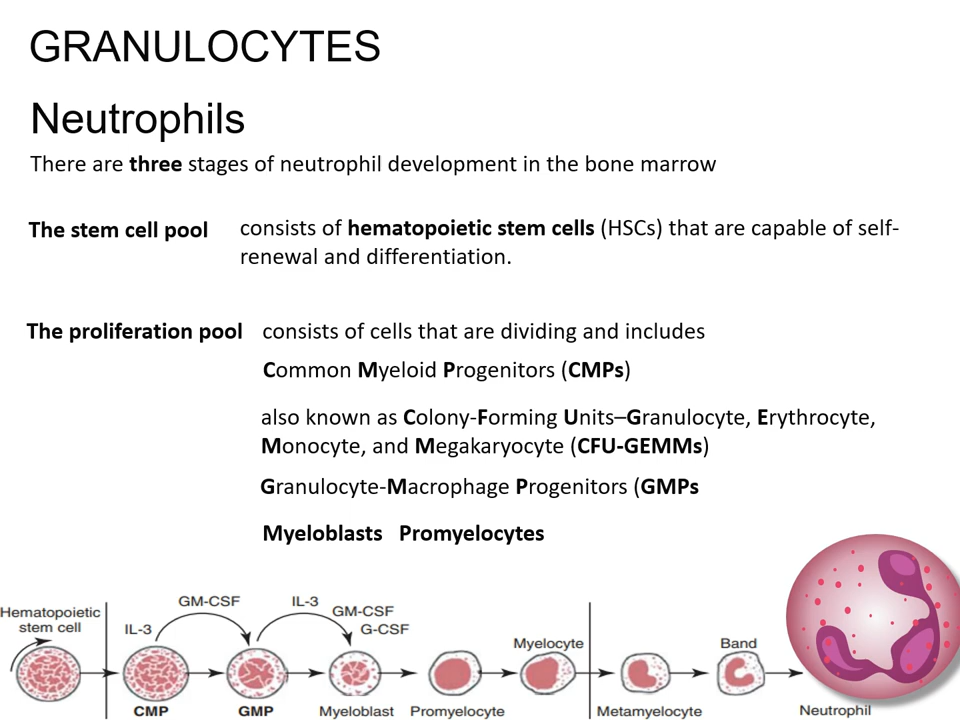 GRANULOCYTES
Neutrophils
There are three stages of neutrophil development in the bone marrow
The stem cell pool consists of hematopoietic stem cells (HSCs) that are capable of self-
renewal and differentiation.
The proliferation pool consists of cells that are dividing and includes
Common Myeloid Progenitors (CMPs)
also known as Colony-Forming Units–Granulocyte, Erythrocyte,
Monocyte, and Megakaryocyte (CFU-GEMMs)
Granulocyte-Macrophage Progenitors (GMPs
Myeloblasts Promyelocytes
Hematopoietic
stem cell
IL-3
GM-CSF
IL-3
GM-CSF
G-CSF
Myelocyte
Band
CMP
GMP
Myeloblast
Promyelocyte
Metamyelocyte
Neutrophil